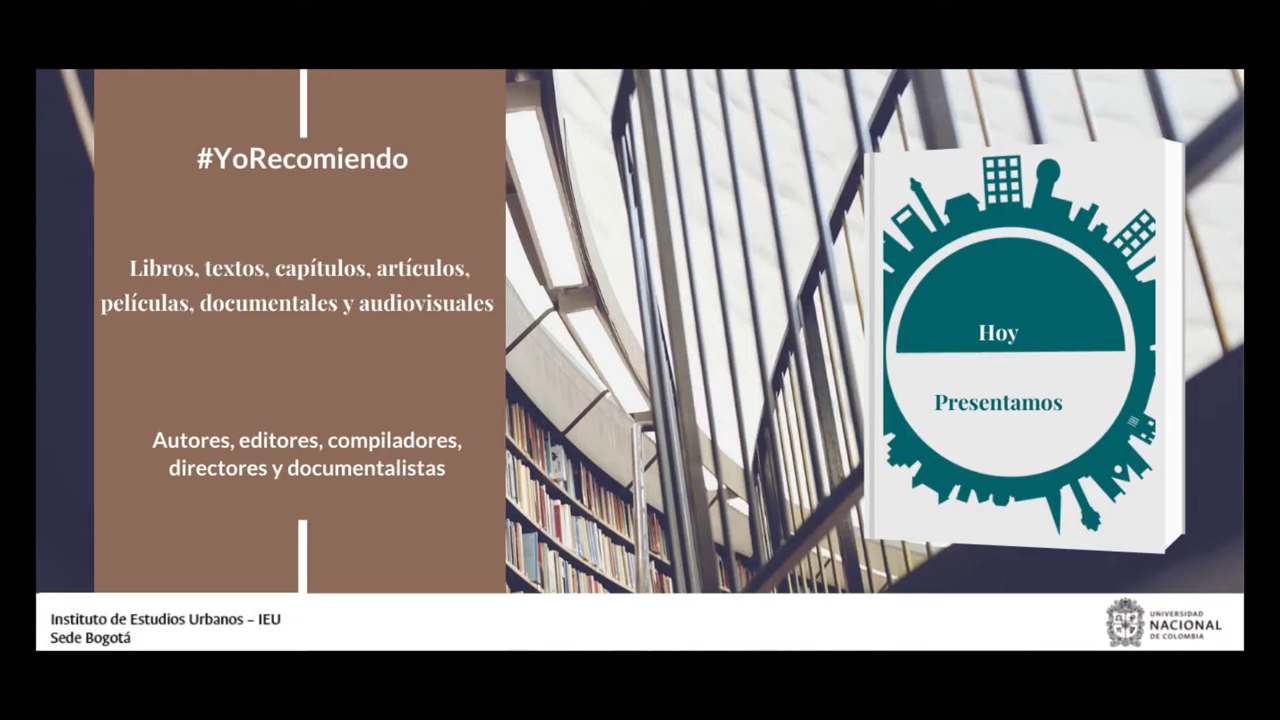 #YoRecomiendo
Libros, textos, capítulos, artículos,
películas, documentales y audiovisuales
Autores, editores, compiladores,
directores y documentalistas
Hoy
Presentamos
Instituto de Estudios Urbanos – IEU
Sede Bogotá
UNIVERSIDAD
NACIONAL
DE COLOMBIA